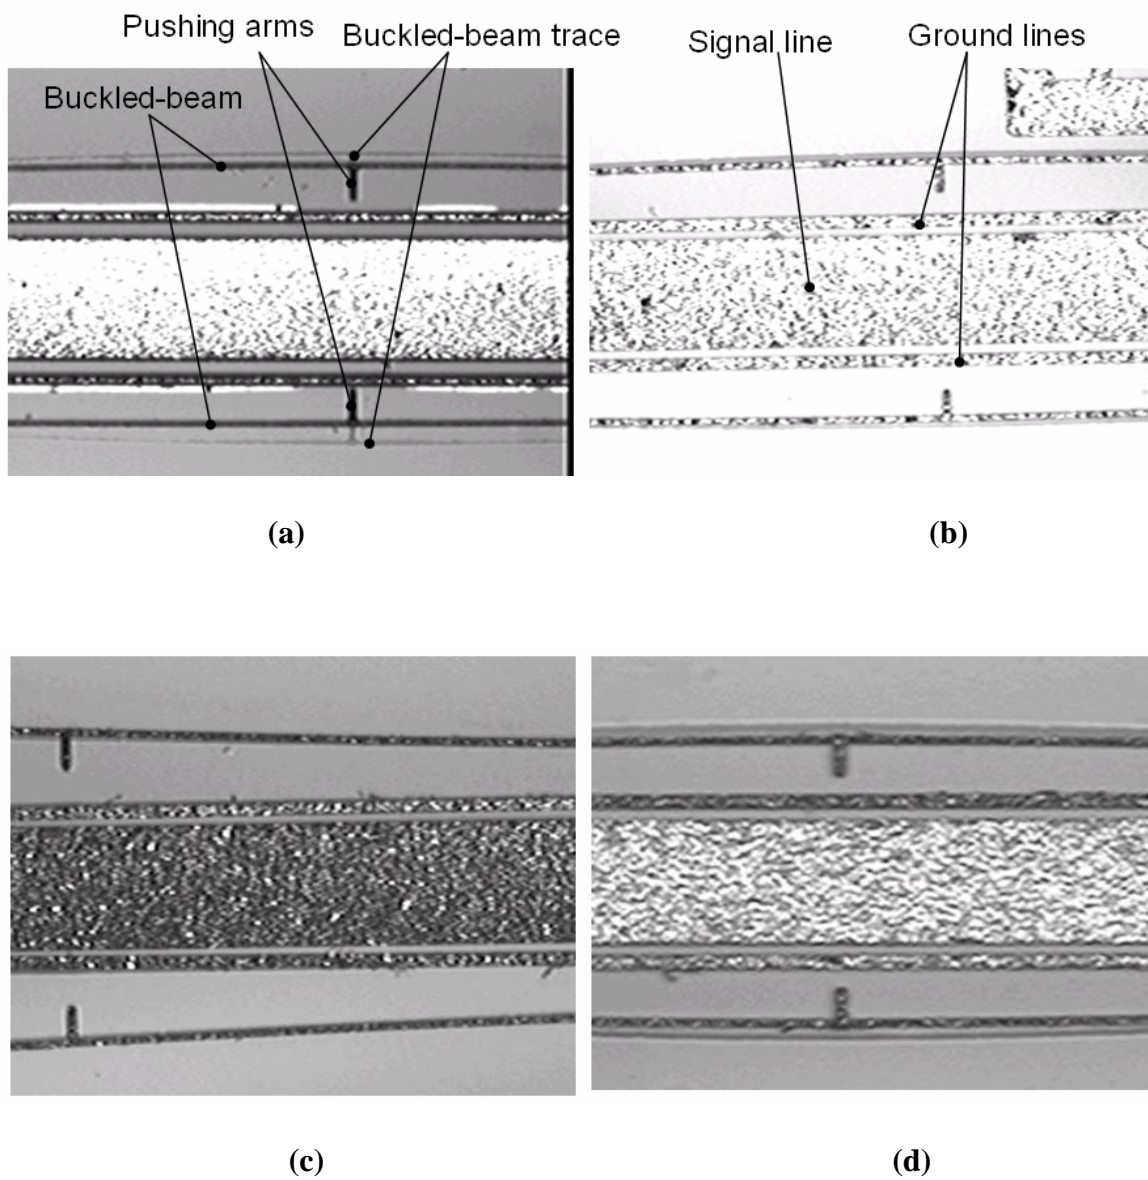 Pushing arms
Buckled-beam trace
Signal line
Ground lines
Buckled-beam
(a)
(b)
(c)
(d)